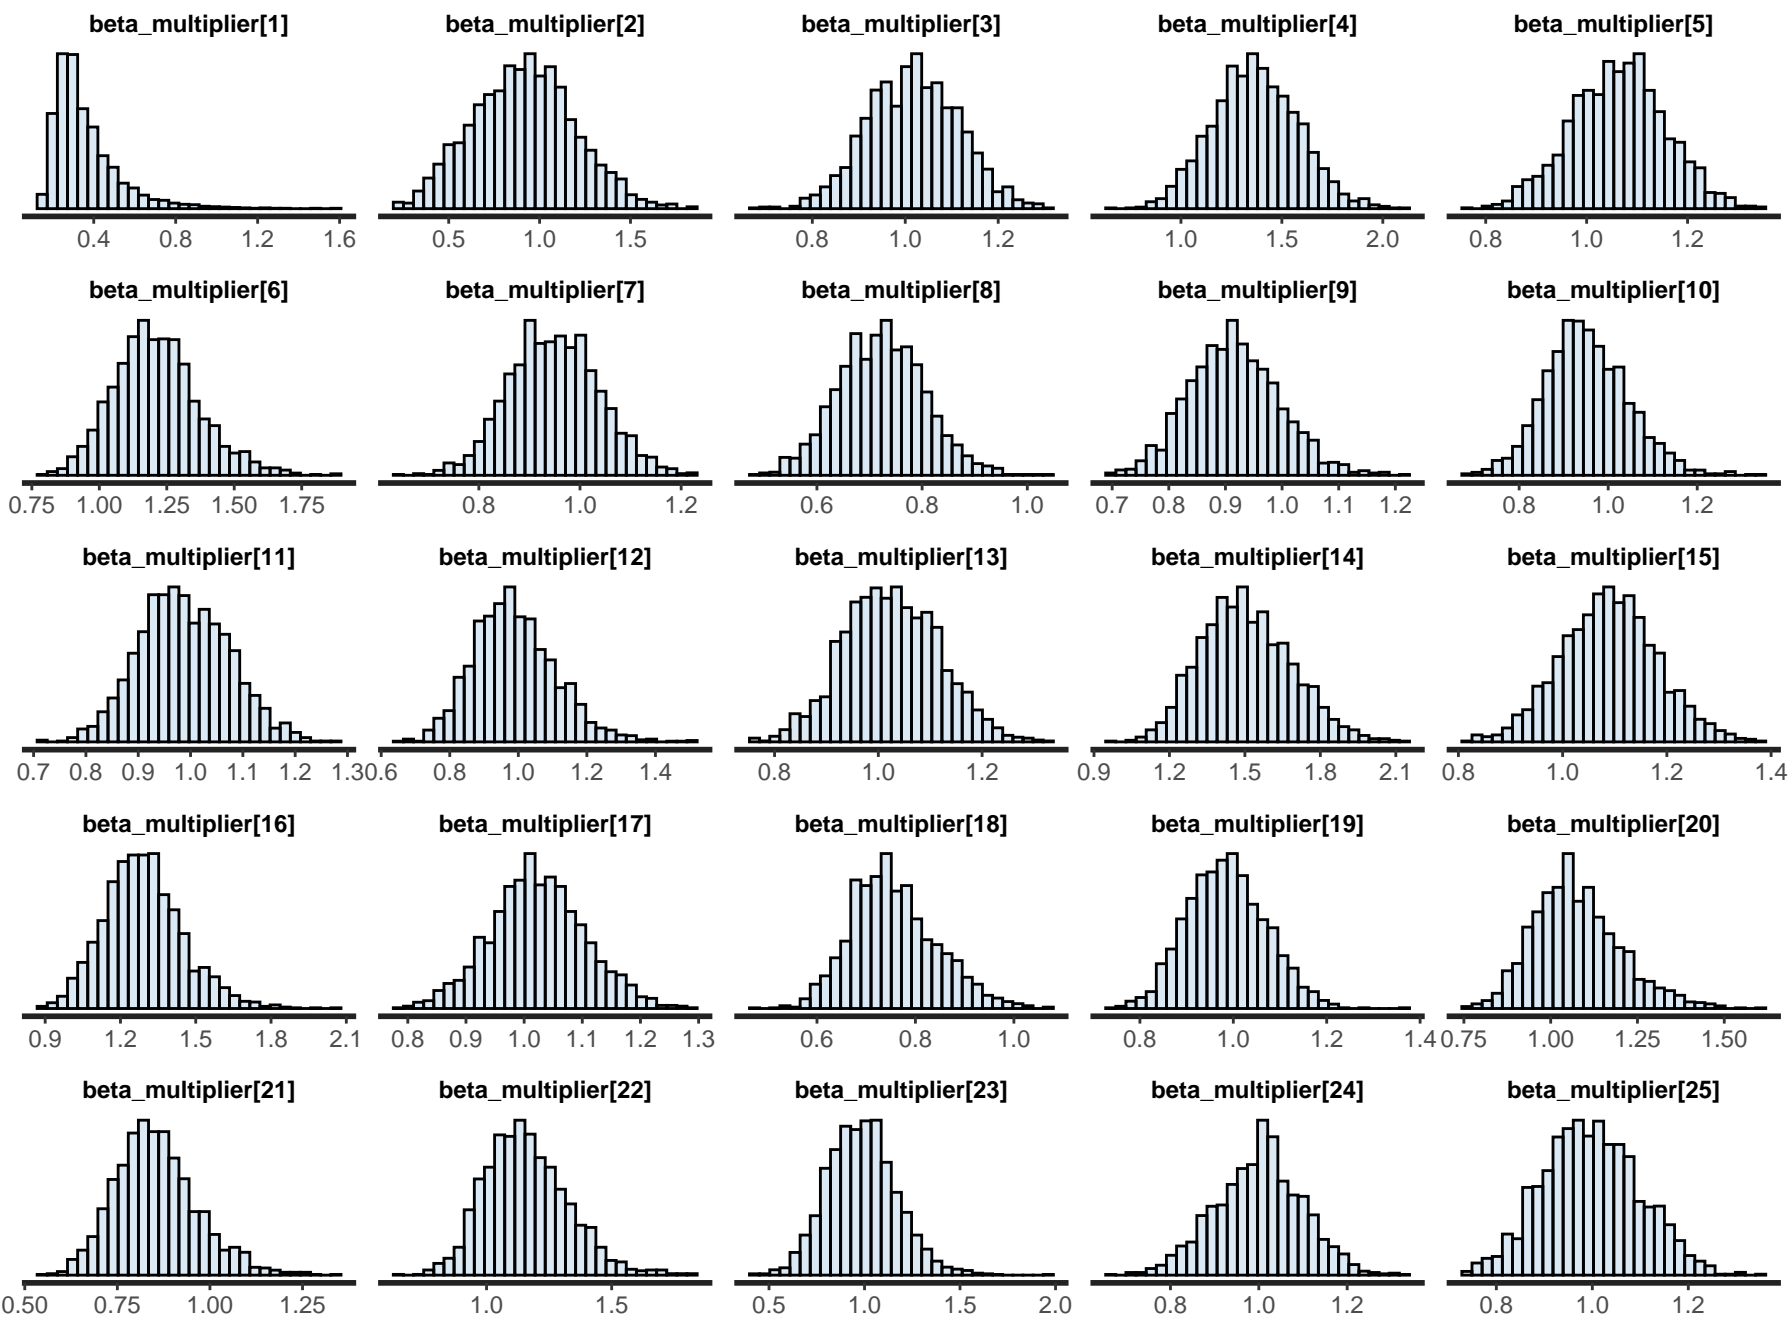 beta_multiplier[1] beta_multiplier[2] beta_multiplier[3] beta_multiplier[4] beta_multiplier[5]
0.4 0.8 1.2 1.6 0.5 1.0 1.5 0.8 1.0 1.2 1.0 1.5 2.0 0.8 1.0 1.2
beta_multiplier[6] beta_multiplier[7] beta_multiplier[8] beta_multiplier[9] beta_multiplier[10]
0.75 1.00 1.25 1.50 1.75 0.8 1.0 1.2 0.6 0.8 1.0 0.7 0.8 0.9 1.0 1.1 1.2 0.8 1.0 1.2
beta_multiplier[11] beta_multiplier[12] beta_multiplier[13] beta_multiplier[14] beta_multiplier[15]
0.7 0.8 0.9 1.0 1.1 1.2 1.3 0.6 0.8 1.0 1.2 1.4 0.8 1.0 1.2 0.9 1.2 1.5 1.8 2.1 0.8 1.0 1.2 1.4
beta_multiplier[16] beta_multiplier[17] beta_multiplier[18] beta_multiplier[19] beta_multiplier[20]
0.9 1.2 1.5 1.8 2.1 0.8 0.9 1.0 1.1 1.2 1.3 0.6 0.8 1.0 0.8 1.0 1.2 1.4 0.75 1.00 1.25 1.50
beta_multiplier[21] beta_multiplier[22] beta_multiplier[23] beta_multiplier[24] beta_multiplier[25]
0.50 0.75 1.00 1.25 1.0 1.5 0.5 1.0 1.5 2.0 0.8 1.0 1.2 0.8 1.0 1.2